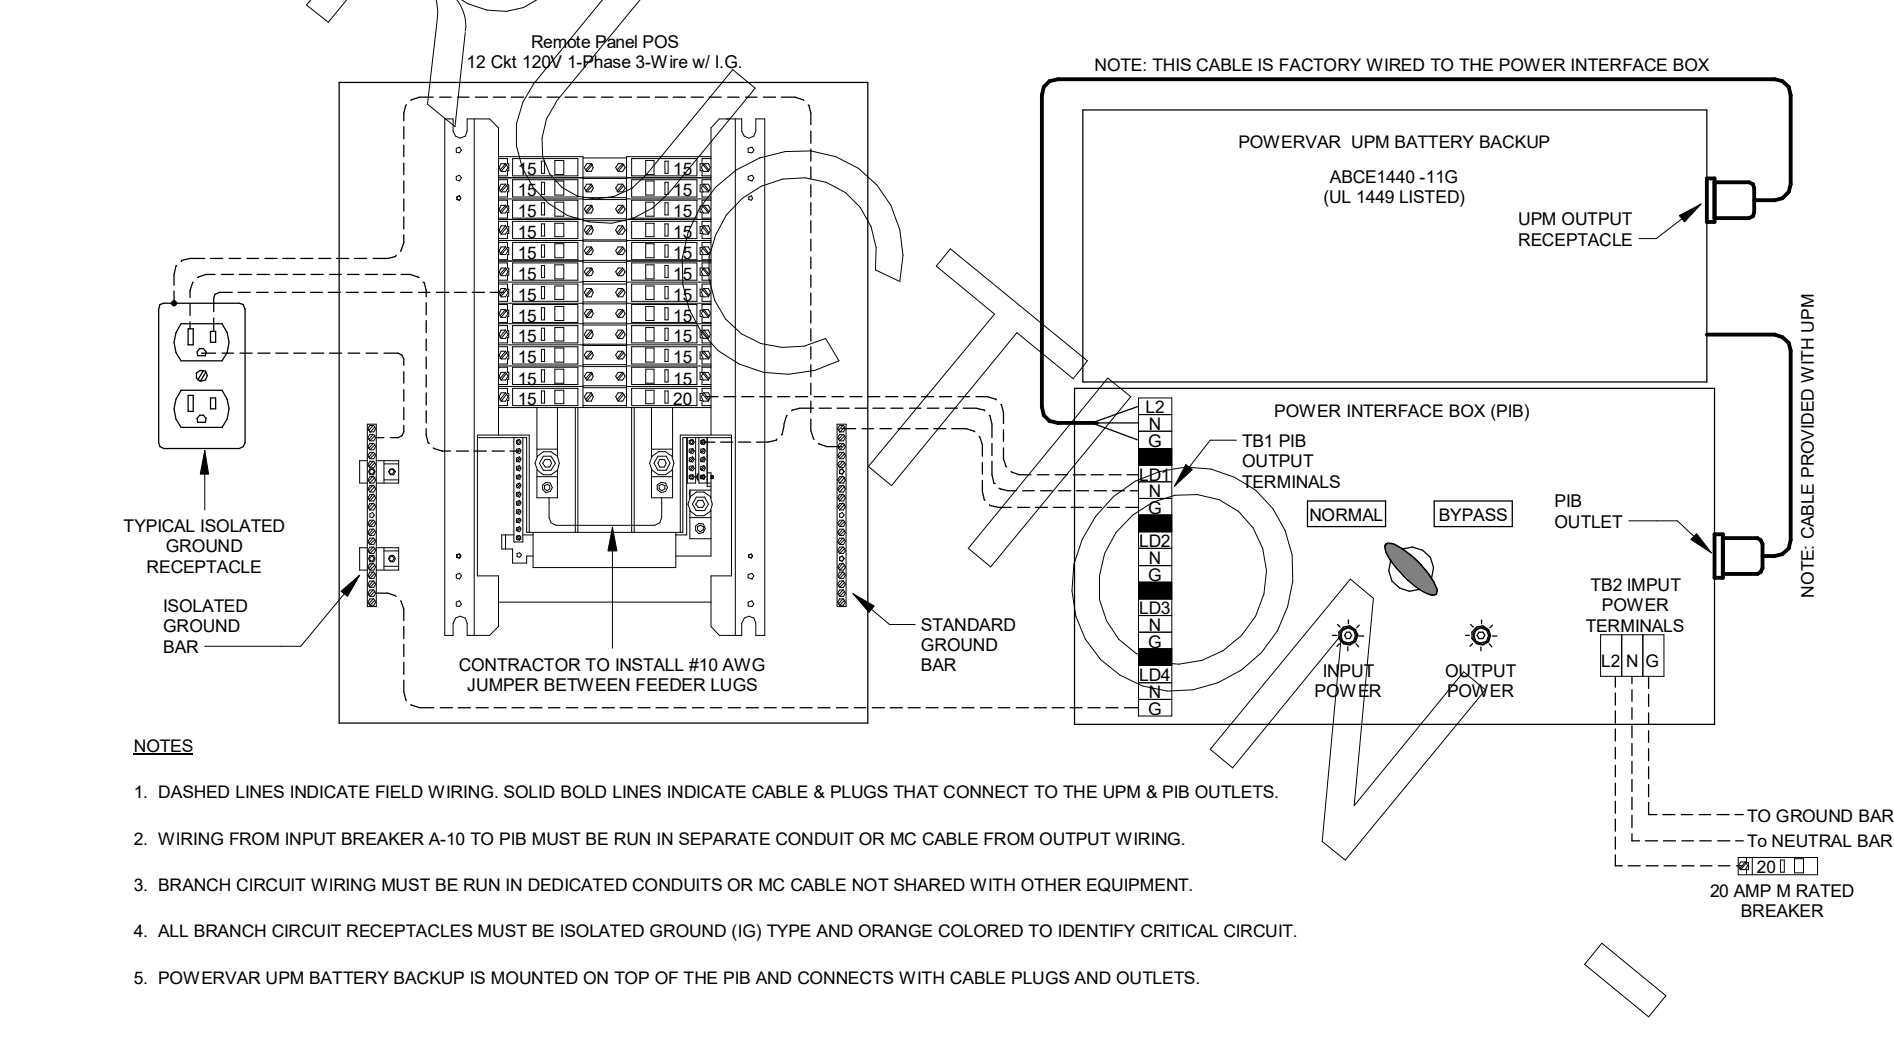 Remote Panel POS
12 Ckt 120V 1-Phase 3-Wire w/ I.G.
NOTE: THIS CABLE IS FACTORY WIRED TO THE POWER INTERFACE BOX
POWERVAR UPM BATTERY BACKUP
ABCE1440 -11G
(UL 1449 LISTED)
UPM OUTPUT
RECEPTACLE
NOTE: CABLE PROVIDED WITH UPM
15 15
15 15
15 15
15 15
15 15
15 15
15 15
15 15
15 15
15 15
15 15
15 20
TYPICAL ISOLATED
GROUND
RECEPTACLE
ISOLATED
GROUND
BAR
CONTRACTOR TO INSTALL #10 AWG
JUMPER BETWEEN FEEDER LUGS
STANDARD
GROUND
BAR
POWER INTERFACE BOX (PIB)
L2
N
G
LD1
N
G
LD2
N
G
LD3
N
G
LD4
N
G
TB1 PIB
OUTPUT
TERMINALS
NORMAL
BYPASS
PIB
OUTLET
INPUT
POWER
OUTPUT
POWER
TB2 IMPUT
POWER
TERMINALS
L2 N G
TO GROUND BAR
To NEUTRAL BAR
20
20 AMP M RATED
BREAKER
NOTES
1. DASHED LINES INDICATE FIELD WIRING. SOLID BOLD LINES INDICATE CABLE & PLUGS THAT CONNECT TO THE UPM & PIB OUTLETS.
2. WIRING FROM INPUT BREAKER A-10 TO PIB MUST BE RUN IN SEPARATE CONDUIT OR MC CABLE FROM OUTPUT WIRING.
3. BRANCH CIRCUIT WIRING MUST BE RUN IN DEDICATED CONDUITS OR MC CABLE NOT SHARED WITH OTHER EQUIPMENT.
4. ALL BRANCH CIRCUIT RECEPTACLES MUST BE ISOLATED GROUND (IG) TYPE AND ORANGE COLORED TO IDENTIFY CRITICAL CIRCUIT.
5. POWERVAR UPM BATTERY BACKUP IS MOUNTED ON TOP OF THE PIB AND CONNECTS WITH CABLE PLUGS AND OUTLETS.